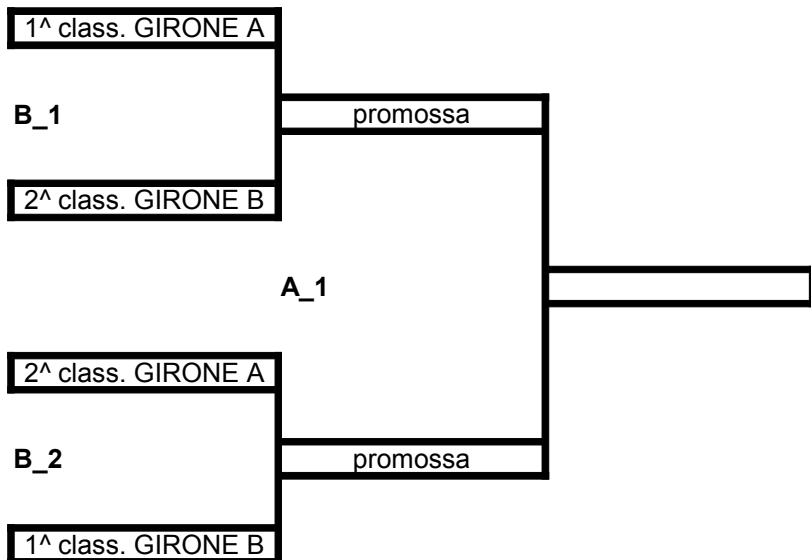 1^ class. GIRONE A
B_1
promossa
2^ class. GIRONE B
A_1
2^ class. GIRONE A
B_2
promossa
1^ class. GIRONE B